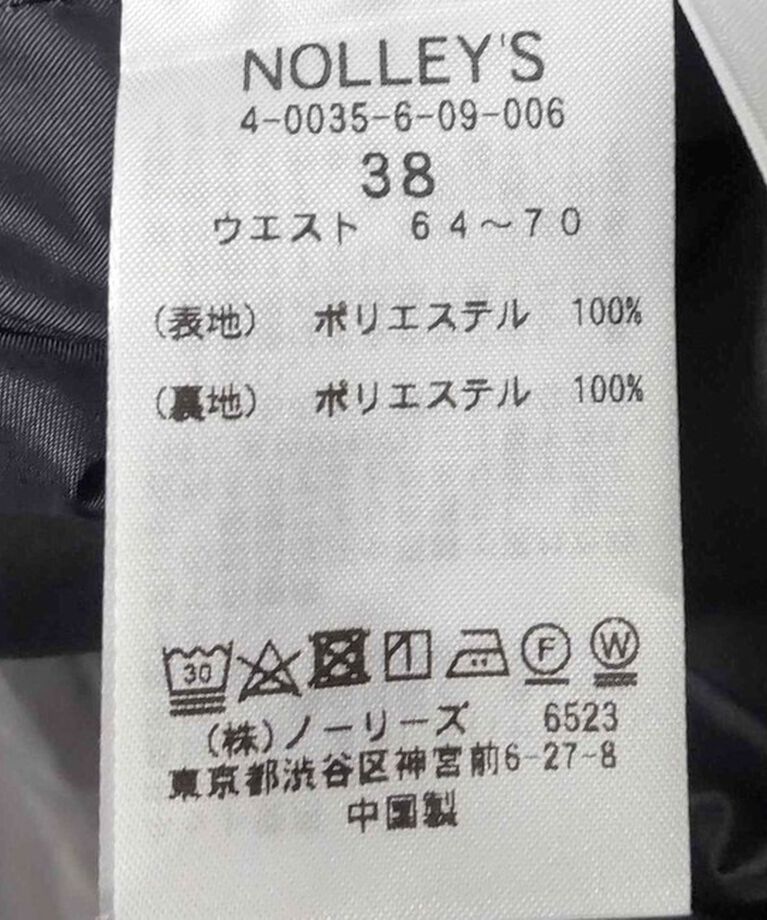 NOLLEY'S
4-0035-6-09-006
38
ウエスト 64～70
(表地) ポリエステル 100%
(裏地) ポリエステル 100%
30 F W
(株)ノーリーズ 6523
東京都渋谷区神宮前6-27-8
中国製